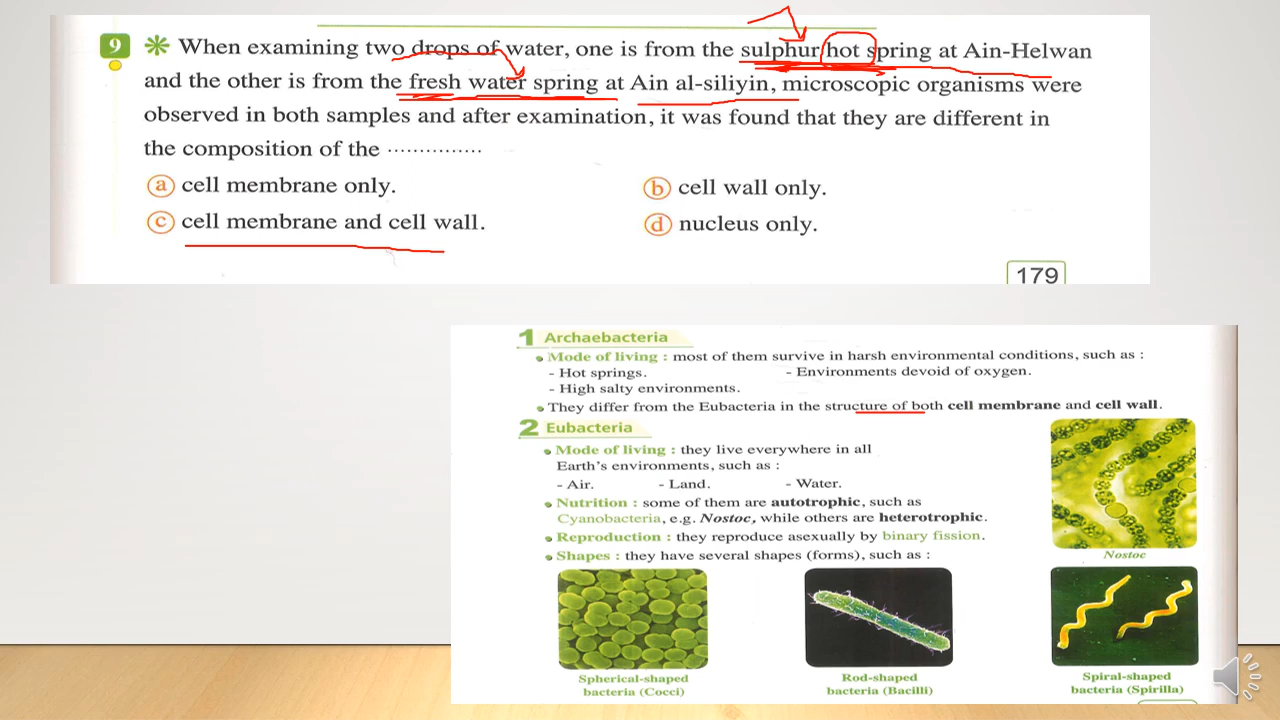 9 * When examining two drops of water, one is from the sulphur hot spring at Ain-Helwan
and the other is from the fresh water spring at Ain al-siliyin, microscopic organisms were
observed in both samples and after examination, it was found that they are different in
the composition of the ...............
a cell membrane only.
b cell wall only.
c cell membrane and cell wall.
d nucleus only.
179
1 Archaebacteria
• Mode of living : most of them survive in harsh environmental conditions, such as :
- Hot springs. - Environments devoid of oxygen.
- High salty environments.
• They differ from the Eubacteria in the structure of both cell membrane and cell wall.
2 Eubacteria
• Mode of living : they live everywhere in all
Earth's environments, such as :
- Air. - Land. - Water.
• Nutrition : some of them are autotrophic, such as
Cyanobacteria, e.g. Nostoc, while others are heterotrophic.
• Reproduction : they reproduce asexually by binary fission.
• Shapes : they have several shapes (forms), such as :
Nostoc
Spherical-shaped
bacteria (Cocci)
Rod-shaped
bacteria (Bacilli)
Spiral-shaped
bacteria (Spirilla)